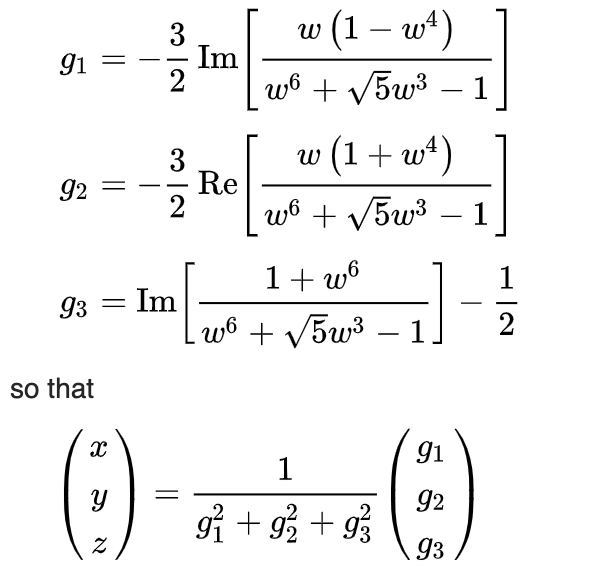 g₁ = −3/2 Im[w(1 − w⁴)/(w⁶ + √5w³ − 1)]
g₂ = −3/2 Re[w(1 + w⁴)/(w⁶ + √5w³ − 1)]
g₃ = Im[(1 + w⁶)/(w⁶ + √5w³ − 1)] − 1/2
so that
(x y z) = 1/(g₁² + g₂² + g₃²) (g₁ g₂ g₃)